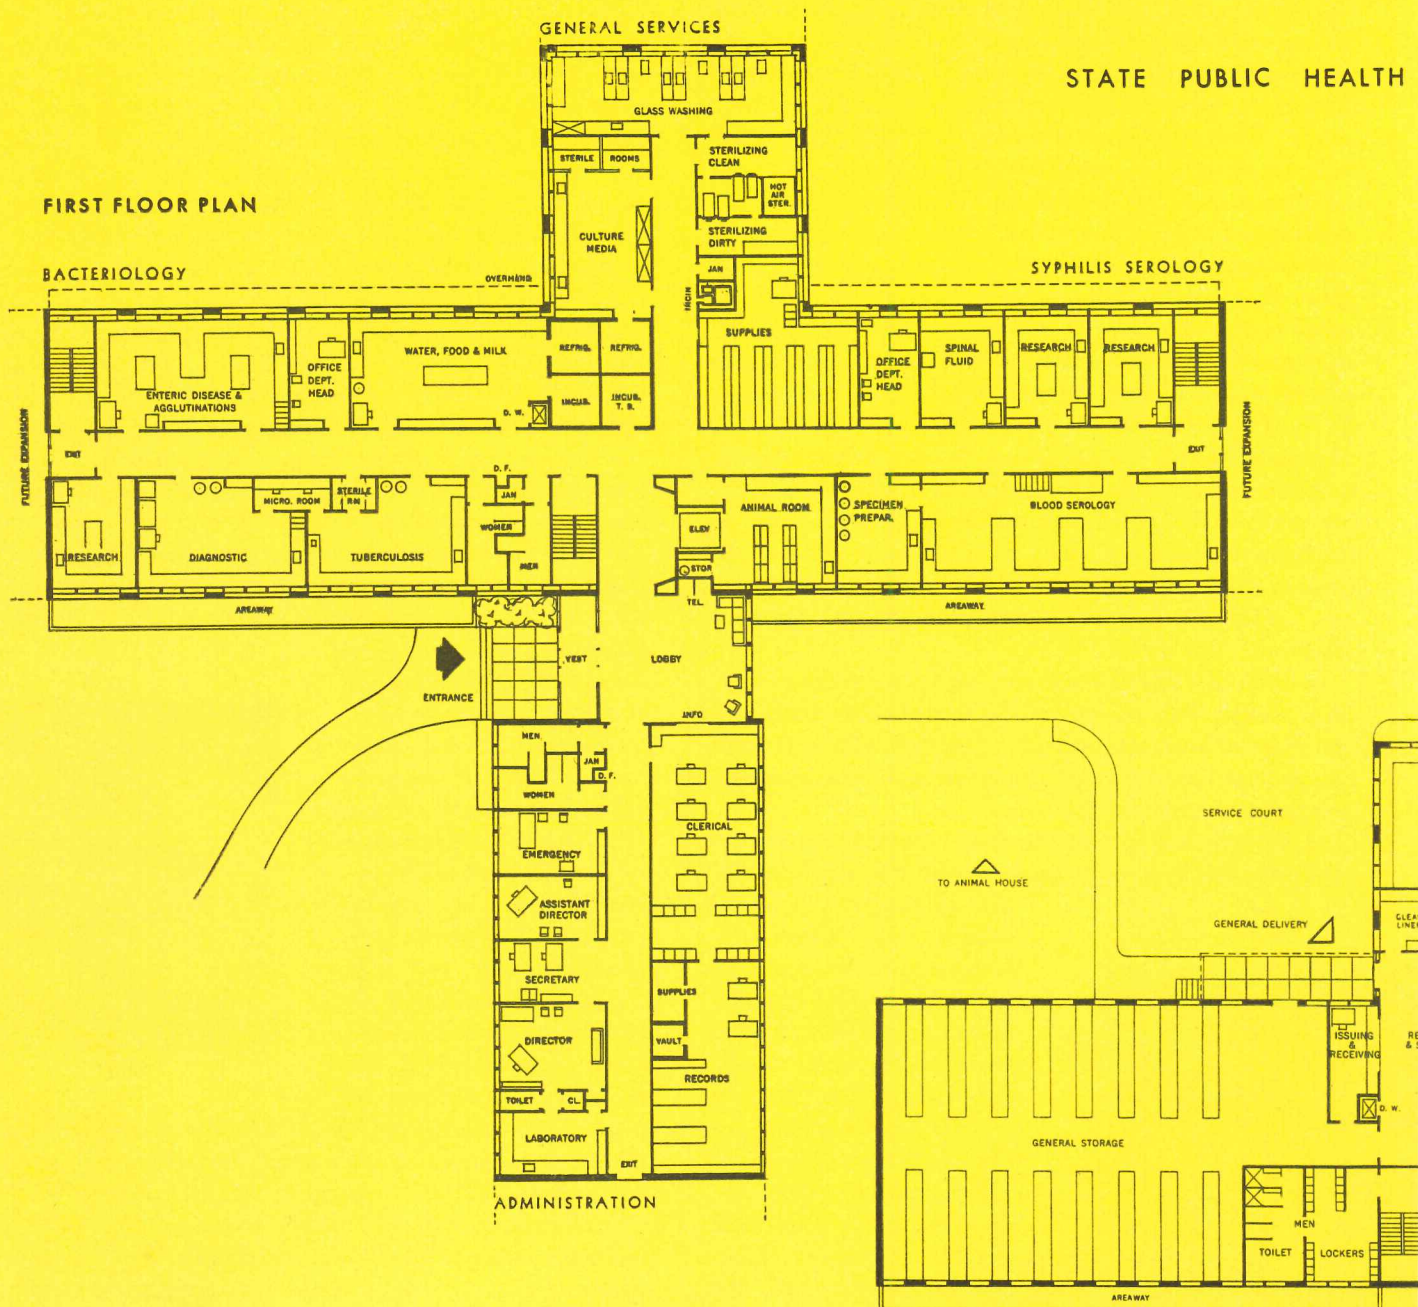 GENERAL SERVICES
STATE PUBLIC HEALTH
GLASS WASHING
STERILE
ROOMS
STERILIZING
CLEAN
HOT
AIR
STER.
FIRST FLOOR PLAN
CULTURE
MEDIA
STERILIZING
DIRTY
BACTERIOLOGY
OVERHANG
JAN
SYPHILIS SEROLOGY
SUPPLIES
ENTERIC DISEASE &
AGGLUTINATIONS
OFFICE
DEPT.
HEAD
WATER, FOOD & MILK
D. W.
REFRIG.
REFRIG.
INCUB.
INCUB.
T. B.
OFFICE
DEPT.
HEAD
SPINAL
FLUID
RESEARCH
RESEARCH
FUTURE EXPANSION
EXIT
EXIT
FUTURE EXPANSION
RESEARCH
DIAGNOSTIC
MICRO. ROOM
STERILE
RM
TUBERCULOSIS
D. F.
JAN
WOMEN
MEN
ELEV
STOR
TEL.
ANIMAL ROOM
SPECIMEN
PREPAR.
BLOOD SEROLOGY
AREAWAY
AREAWAY
ENTRANCE
VEST
LOBBY
INFO
MEN
JAN
D. F.
WOMEN
CLERICAL
EMERGENCY
ASSISTANT
DIRECTOR
SECRETARY
SUPPLIES
DIRECTOR
VAULT
RECORDS
TOILET
CL.
LABORATORY
EXIT
ADMINISTRATION
SERVICE COURT
TO ANIMAL HOUSE
GENERAL DELIVERY
ISSUING
&
RECEIVING
D. W.
GENERAL STORAGE
MEN
TOILET
LOCKERS
AREAWAY